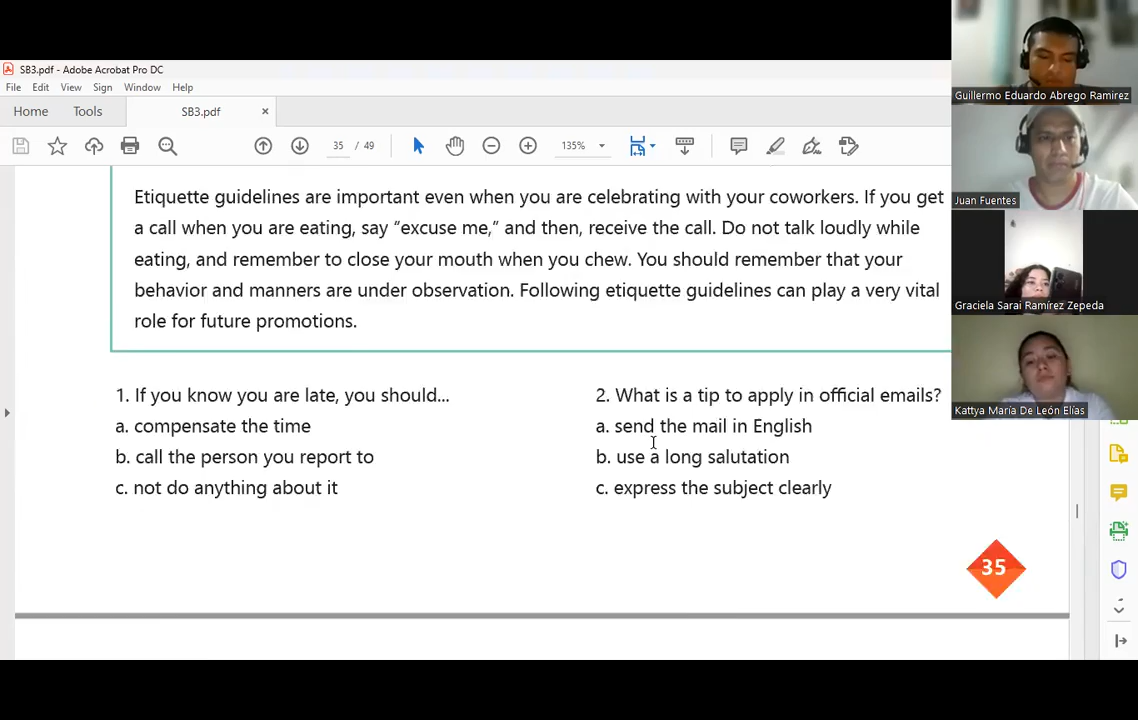 SB3.pdf - Adobe Acrobat Pro DC
File Edit View Sign Window Help
Home Tools SB3.pdf ×
35 / 49 135%
Etiquette guidelines are important even when you are celebrating with your coworkers. If you get
a call when you are eating, say “excuse me,” and then, receive the call. Do not talk loudly while
eating, and remember to close your mouth when you chew. You should remember that your
behavior and manners are under observation. Following etiquette guidelines can play a very vital
role for future promotions.
1. If you know you are late, you should...
a. compensate the time
b. call the person you report to
c. not do anything about it
2. What is a tip to apply in official emails?
a. send the mail in English
b. use a long salutation
c. express the subject clearly
35
Guillermo Eduardo Abrego Ramirez
Juan Fuentes
Graciela Sarai Ramírez Zepeda
Kattya María De León Elías